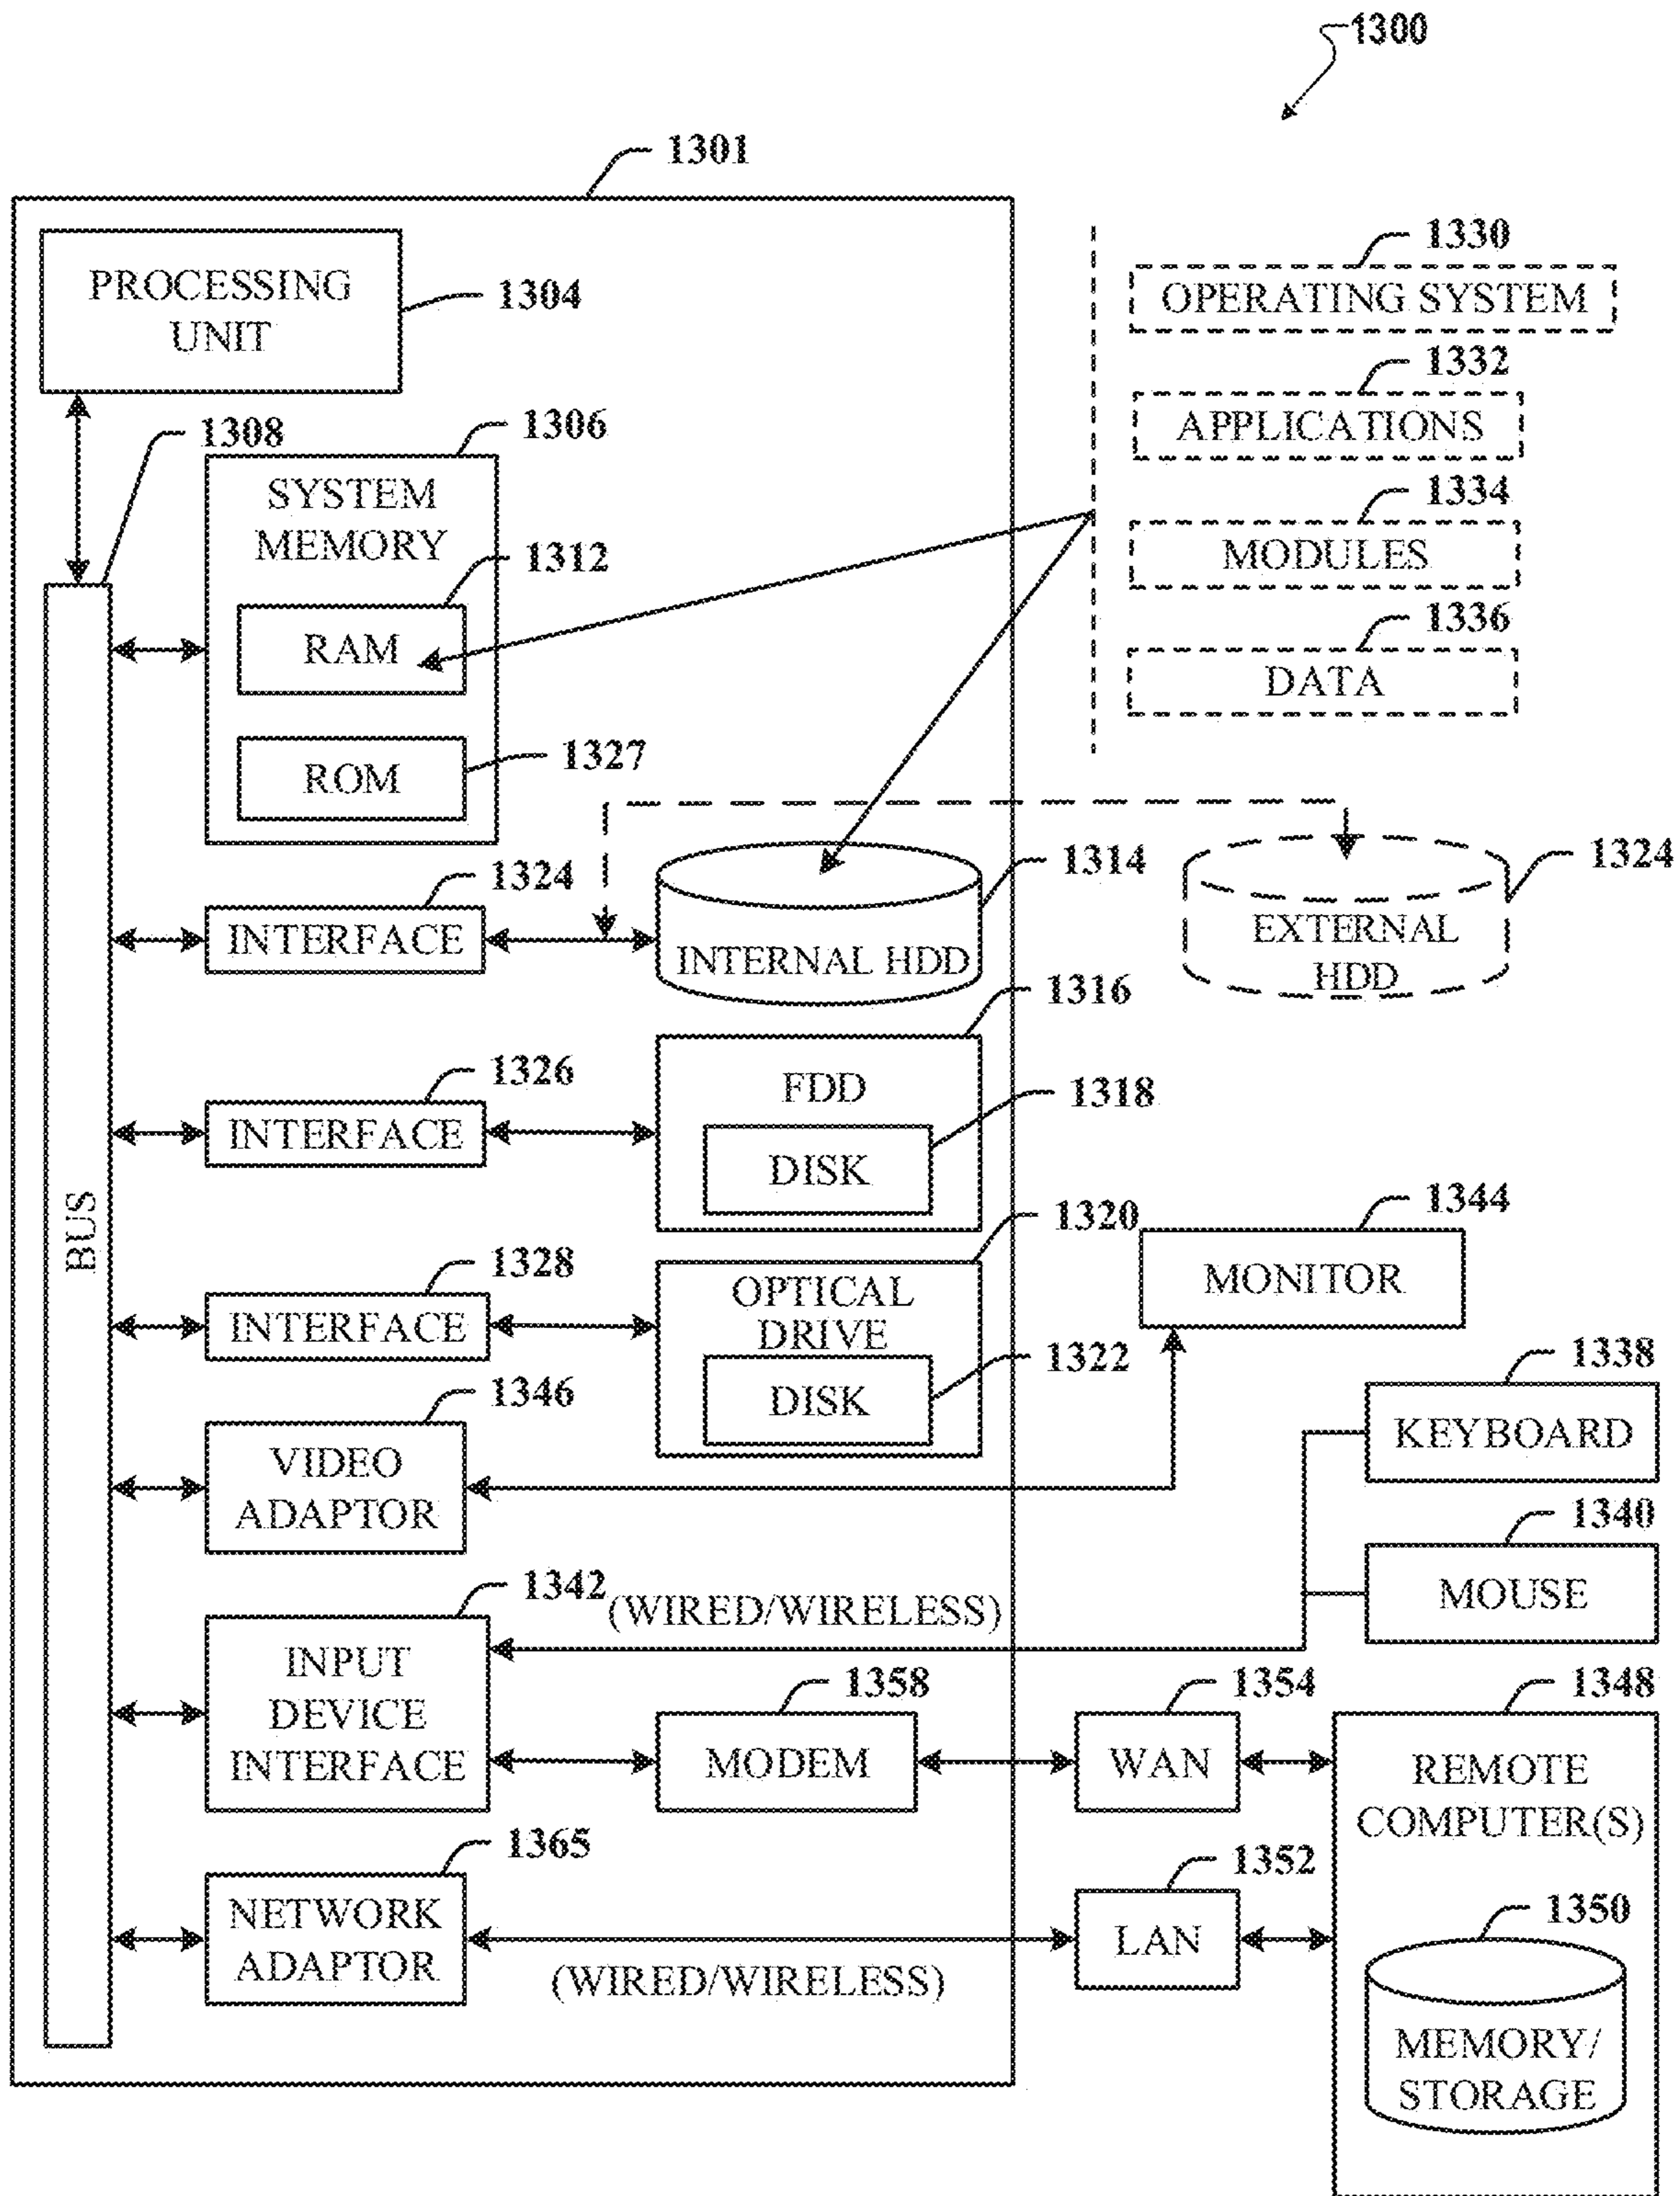 1300
1301
PROCESSING
UNIT
1304
1330
OPERATING SYSTEM
1332
APPLICATIONS
1334
MODULES
1336
DATA
1308
1306
SYSTEM
MEMORY
1312
RAM
1327
ROM
1324
INTERFACE
1314
INTERNAL HDD
1324
EXTERNAL
HDD
1316
FDD
1326
INTERFACE
1318
DISK
BUS
1320
OPTICAL
DRIVE
1328
INTERFACE
1322
DISK
1344
MONITOR
1346
VIDEO
ADAPTOR
1338
KEYBOARD
1340
MOUSE
1342
(WIRED/WIRELESS)
INPUT
DEVICE
INTERFACE
1358
MODEM
1354
WAN
1348
REMOTE
COMPUTER(S)
1365
NETWORK
ADAPTOR
(WIRED/WIRELESS)
1352
LAN
1350
MEMORY/
STORAGE